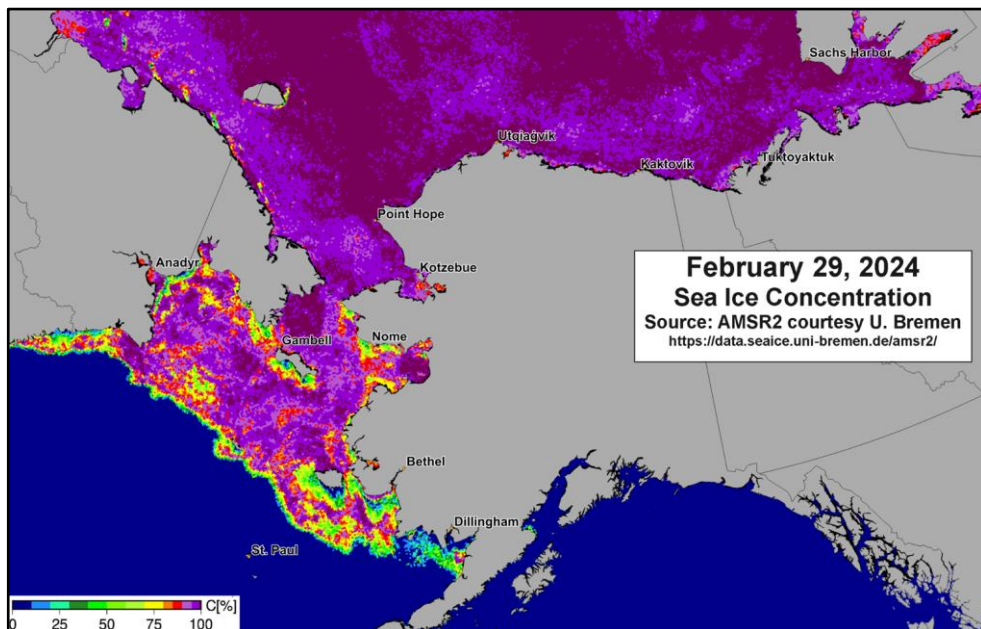 Sachs Harbor
Utqiaġvik
Kaktovik
Tuktoyaktuk
Point Hope
Anadyr
Kotzebue
February 29, 2024
Sea Ice Concentration
Source: AMSR2 courtesy U. Bremen
https://data.seaice.uni-bremen.de/amsr2/
Gambell
Nome
Bethel
Dillingham
St. Paul
C[%]
0 25 50 75 100